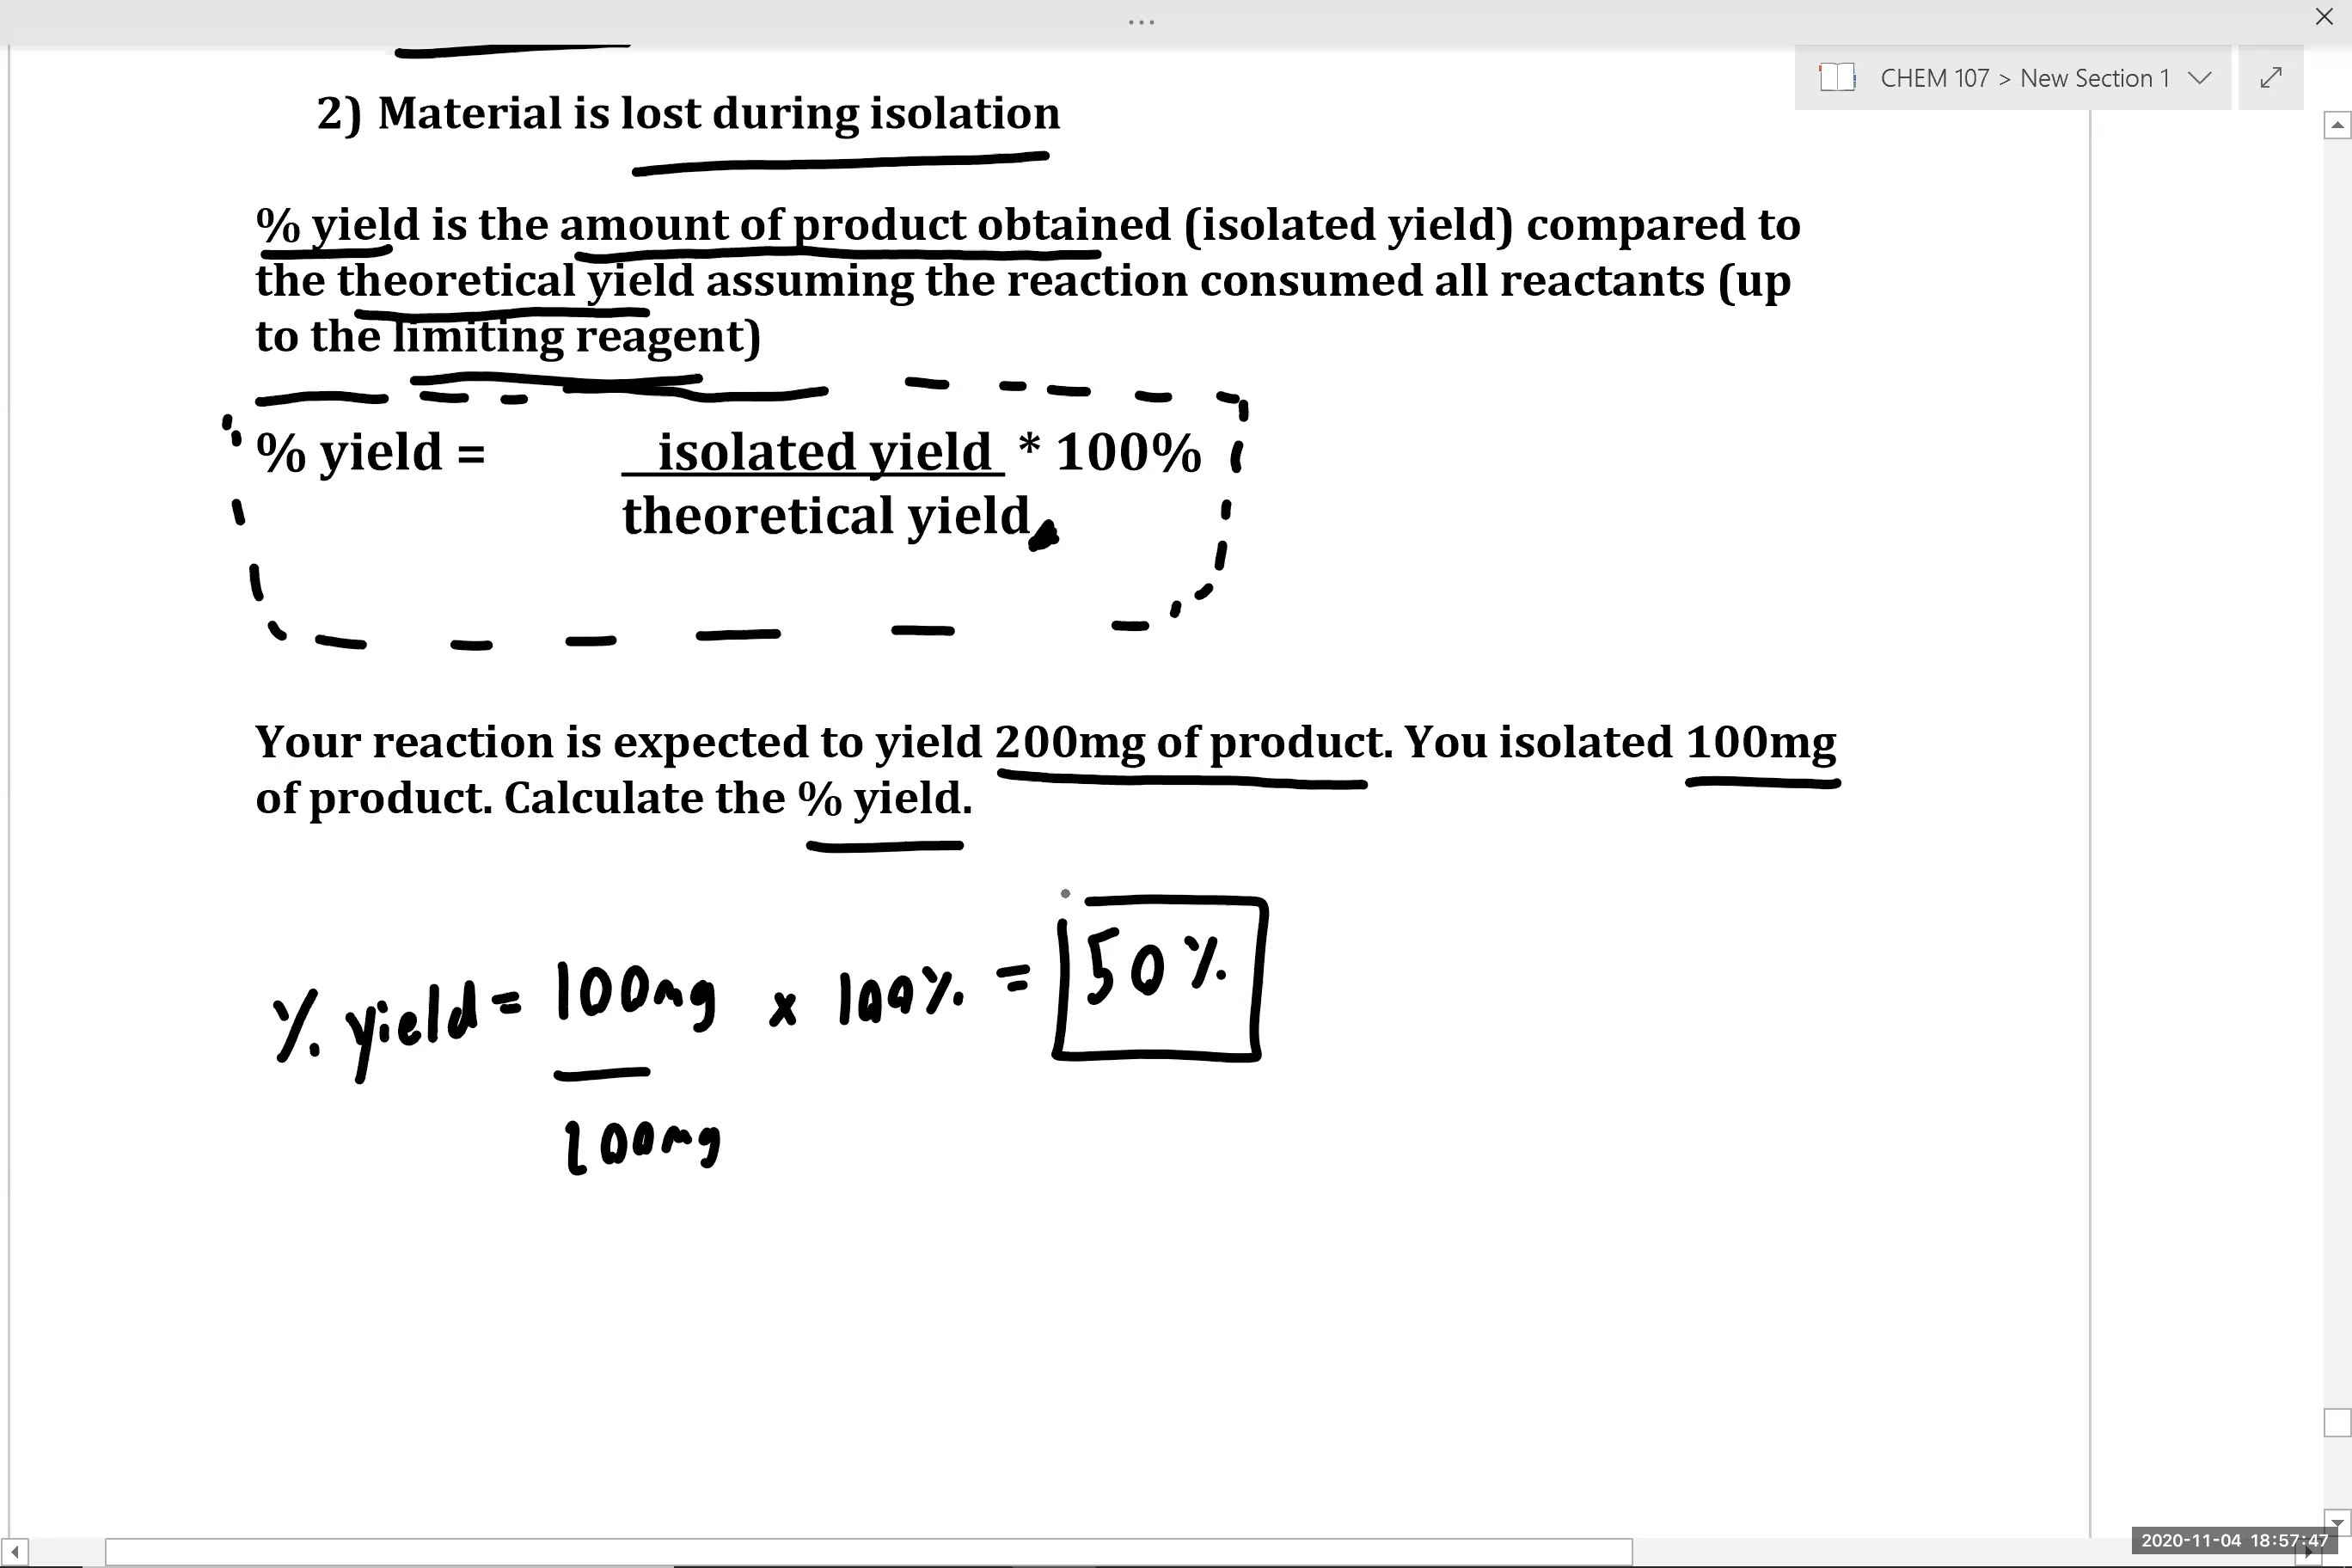 CHEM 107 > New Section 1
2) Material is lost during isolation
% yield is the amount of product obtained (isolated yield) compared to
the theoretical yield assuming the reaction consumed all reactants (up
to the limiting reagent)
% yield = isolated yield * 100%
theoretical yield
Your reaction is expected to yield 200mg of product. You isolated 100mg
of product. Calculate the % yield.
% yield = 100mg x 100% = 50%
200mg
2020-11-04 18:57:47